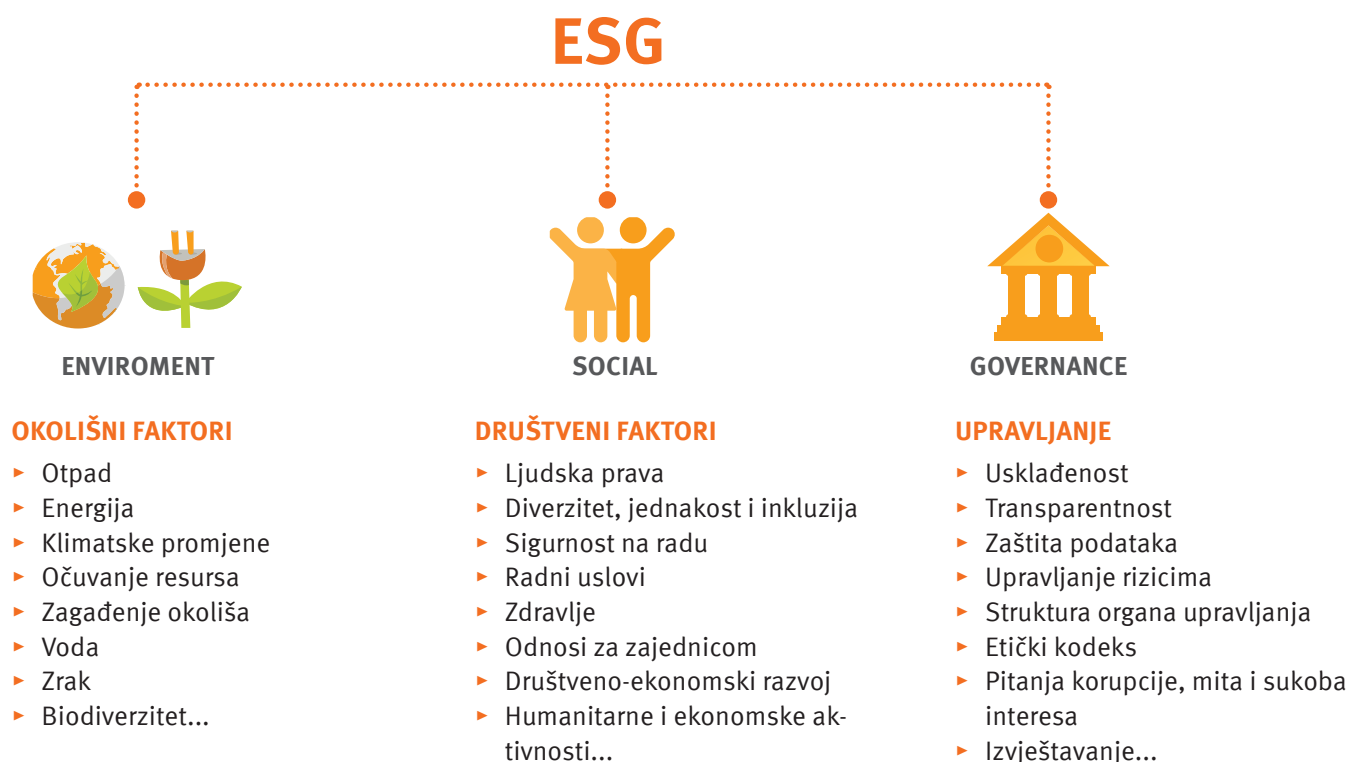 ESG
ENVIROMENT
OKOLIŠNI FAKTORI
► Otpad
► Energija
► Klimatske promjene
► Očuvanje resursa
► Zagađenje okoliša
► Voda
► Zrak
► Biodiverzitet...
SOCIAL
DRUŠTVENI FAKTORI
► Ljudska prava
► Diverzitet, jednakost i inkluzija
► Sigurnost na radu
► Radni uslovi
► Zdravlje
► Odnosi za zajednicom
► Društveno-ekonomski razvoj
► Humanitarne i ekonomske ak-
tivnosti...
GOVERNANCE
UPRAVLJANJE
► Usklađenost
► Transparentnost
► Zaštita podataka
► Upravljanje rizicima
► Struktura organa upravljanja
► Etički kodeks
► Pitanja korupcije, mita i sukoba
interesa
► Izvještavanje...